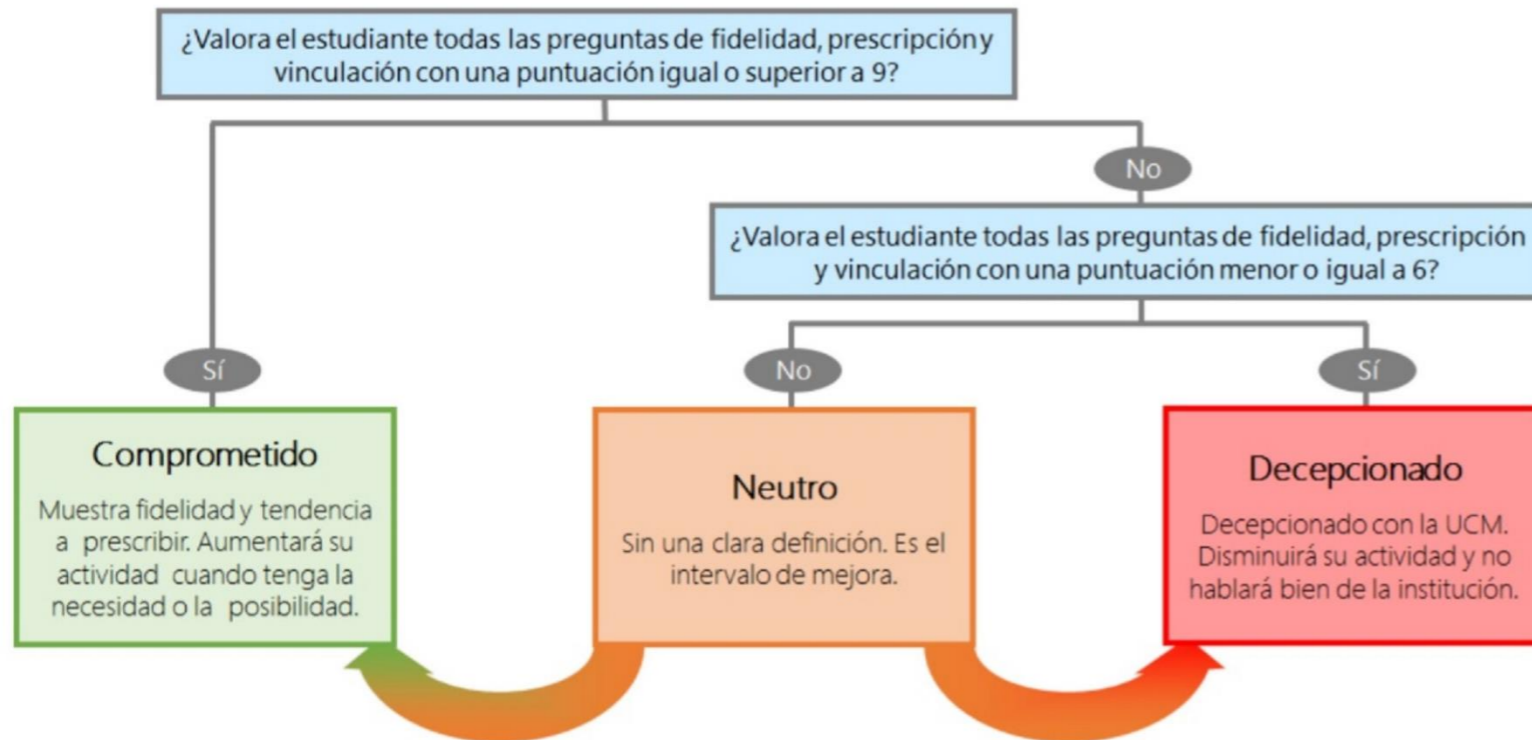 ¿Valora el estudiante todas las preguntas de fidelidad, prescripción y
vinculación con una puntuación igual o superior a 9?
No
¿Valora el estudiante todas las preguntas de fidelidad, prescripción
y vinculación con una puntuación menor o igual a 6?
Sí
No
Sí
Comprometido
Muestra fidelidad y tendencia
a prescribir. Aumentará su
actividad cuando tenga la
necesidad o la posibilidad.
Neutro
Sin una clara definición. Es el
intervalo de mejora.
Decepcionado
Decepcionado con la UCM.
Disminuirá su actividad y no
hablará bien de la institución.